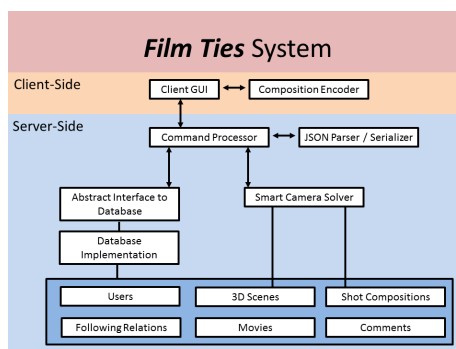 Film Ties System
Client-Side
Client GUI
Composition Encoder
Server-Side
Command Processor
JSON Parser / Serializer
Abstract Interface to
Database
Smart Camera Solver
Database
Implementation
Users
3D Scenes
Shot Compositions
Following Relations
Movies
Comments